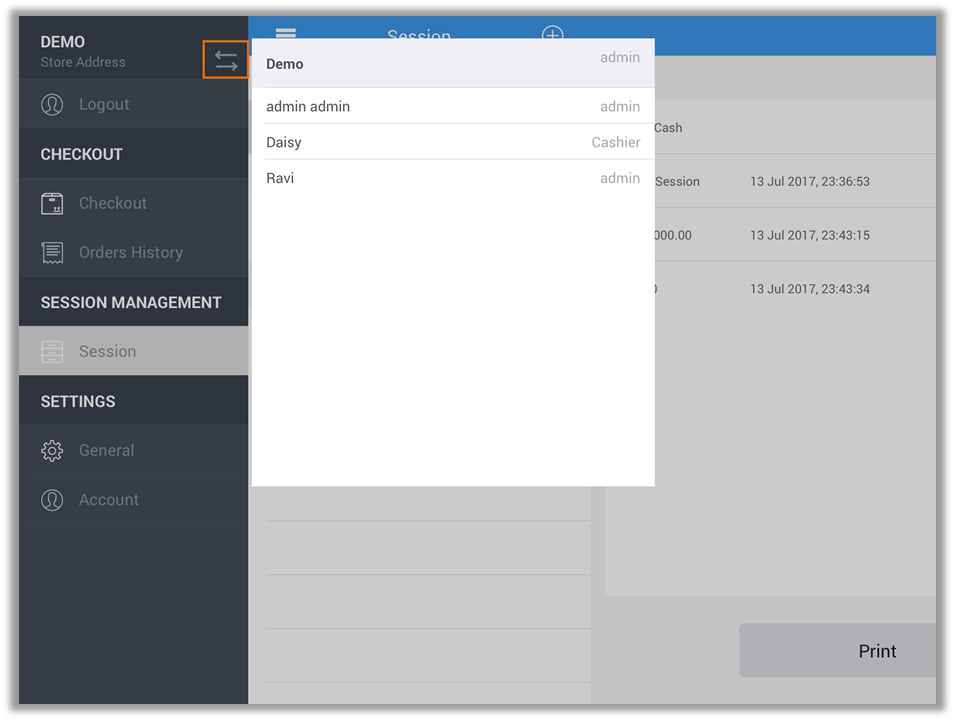 DEMO
Store Address
Logout
CHECKOUT
Checkout
Orders History
SESSION MANAGEMENT
Session
SETTINGS
General
Account
Session
Demo admin
admin admin admin
Daisy Cashier
Ravi admin
Cash
Session 13 Jul 2017, 23:36:53
000.00 13 Jul 2017, 23:43:15
13 Jul 2017, 23:43:34
Print